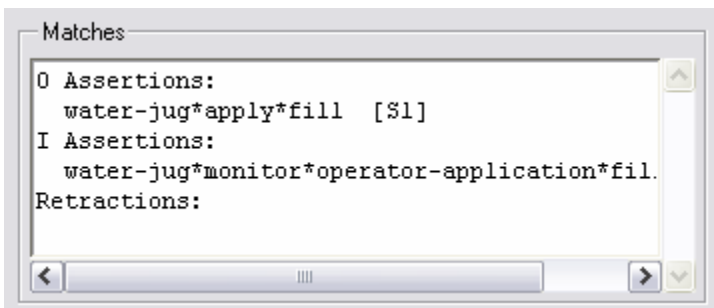 Matches
O Assertions:
water-jug*apply*fill [S1]
I Assertions:
water-jug*monitor*operator-application*fil.
Retractions: